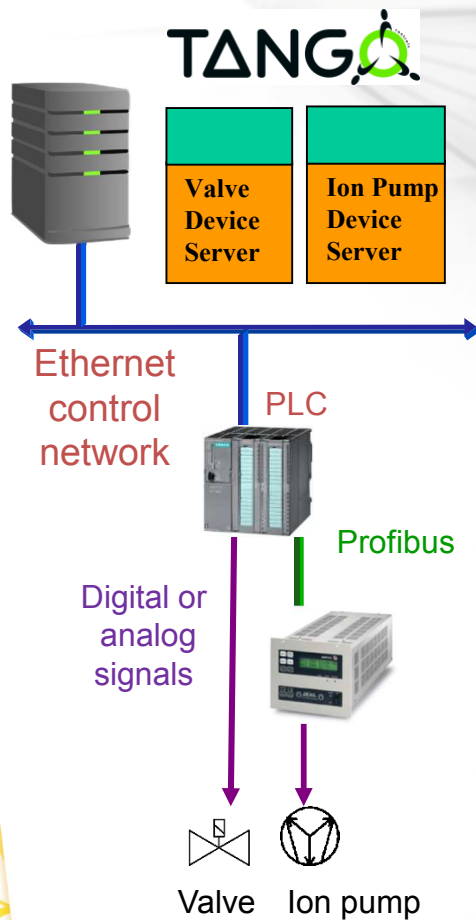 TANGO
Valve
Device
Server
Ion Pump
Device
Server
Ethernet
control
network
PLC
Profibus
Digital or
analog
signals
Valve
Ion pump